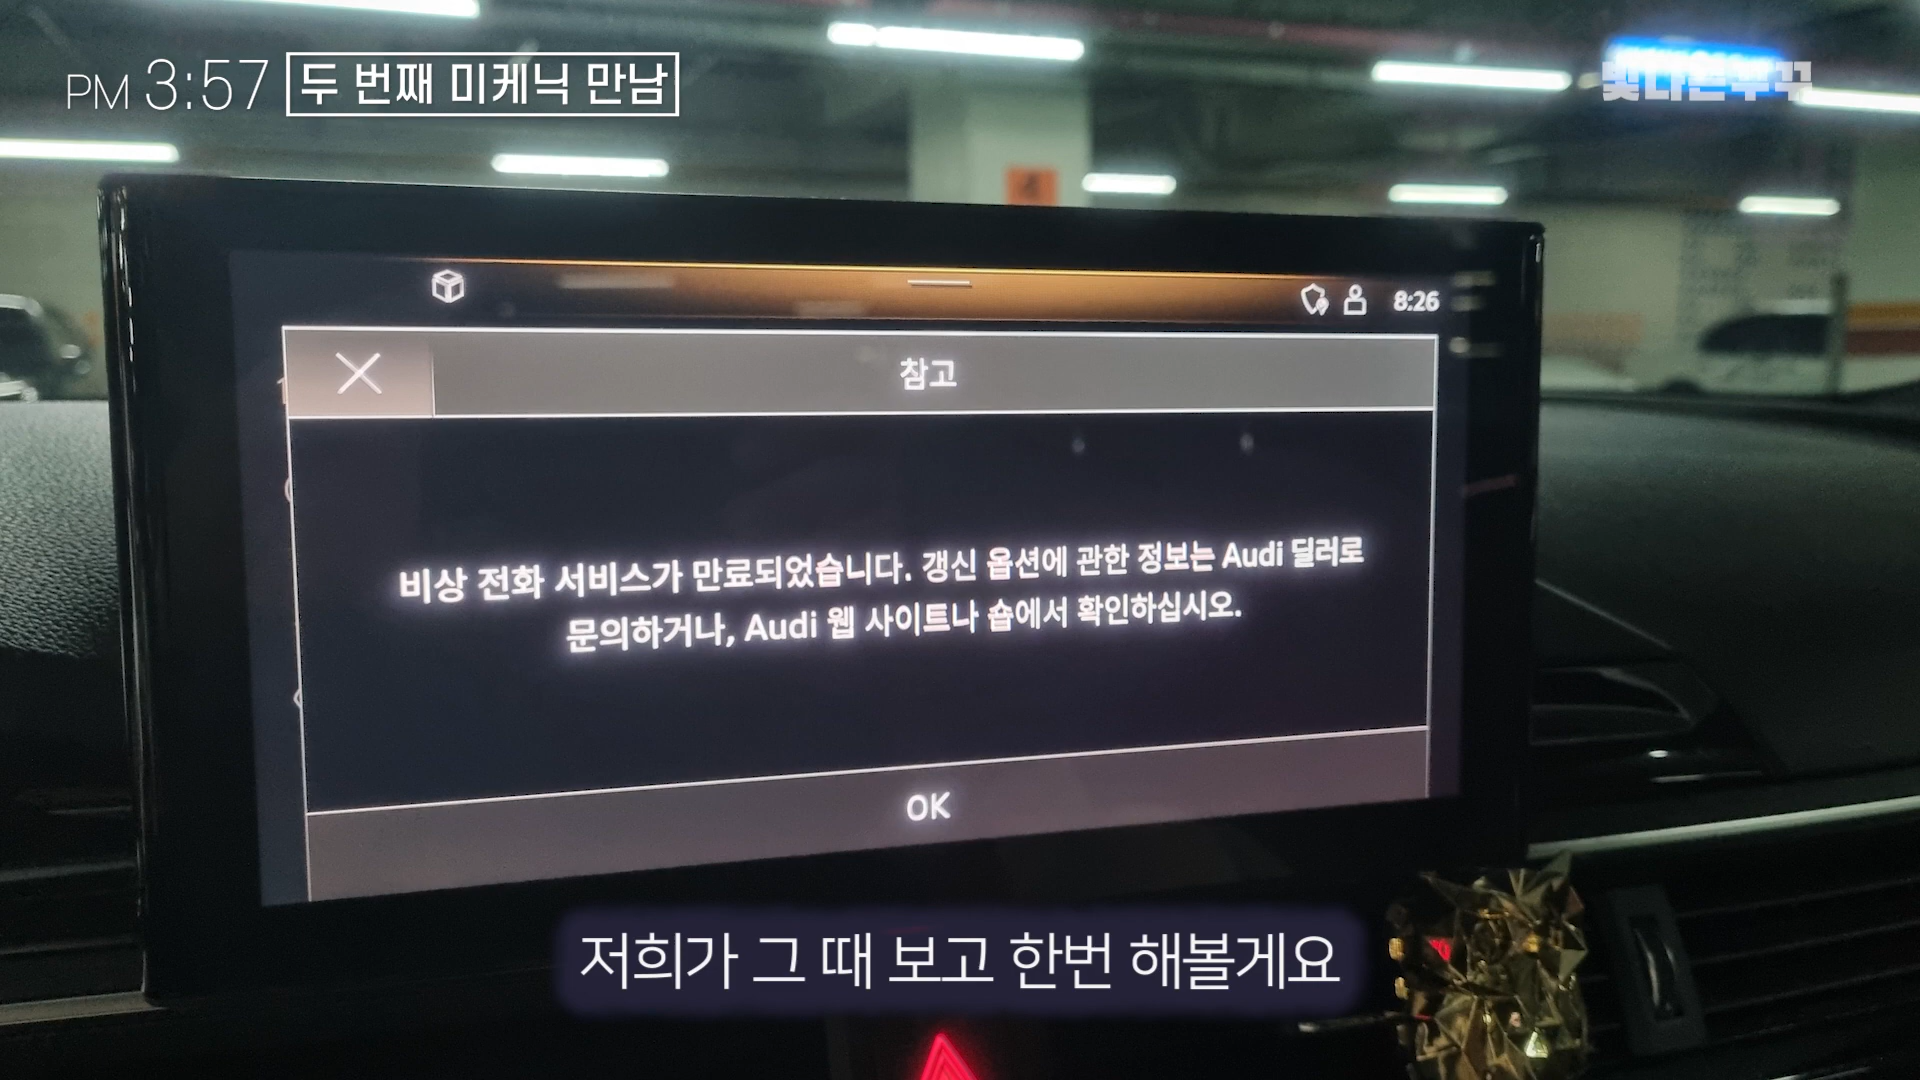 PM 3:57 두 번째 미케닉 만남
8:26
참고
비상 전화 서비스가 만료되었습니다. 갱신 옵션에 관한 정보는 Audi 딜러로
문의하거나, Audi 웹 사이트나 숍에서 확인하십시오.
OK
저희가 그 때 보고 한번 해볼게요